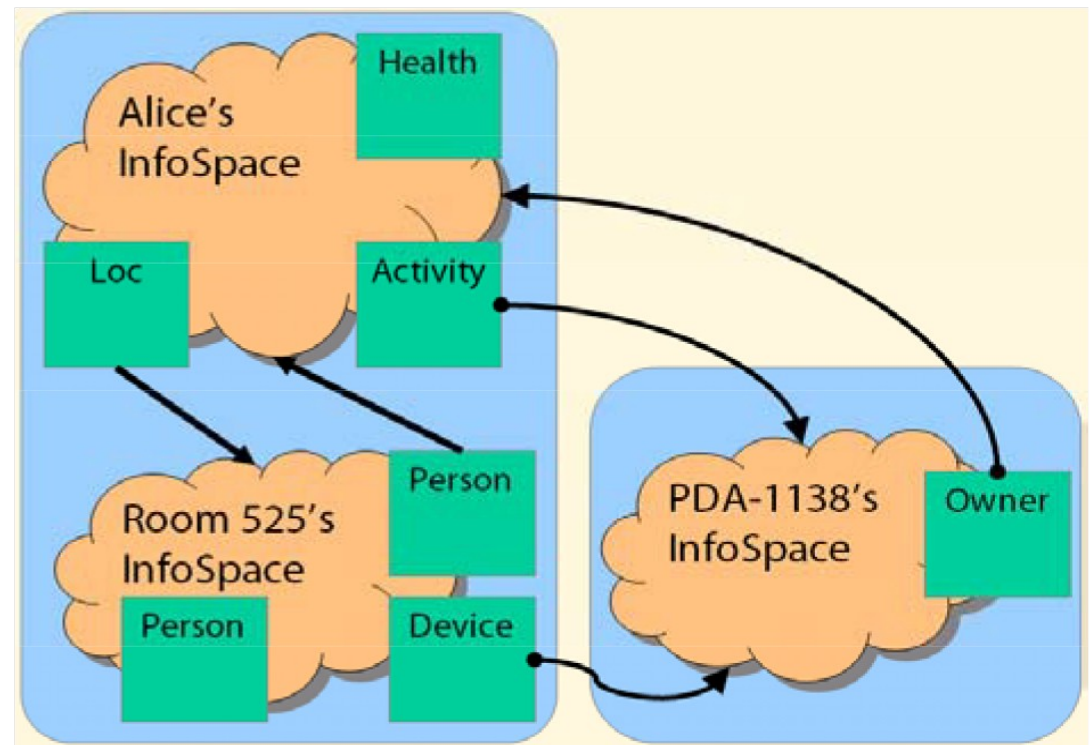 Health
Alice's
InfoSpace
Loc
Activity
Person
Room 525's
InfoSpace
Person
Device
PDA-1138's
InfoSpace
Owner